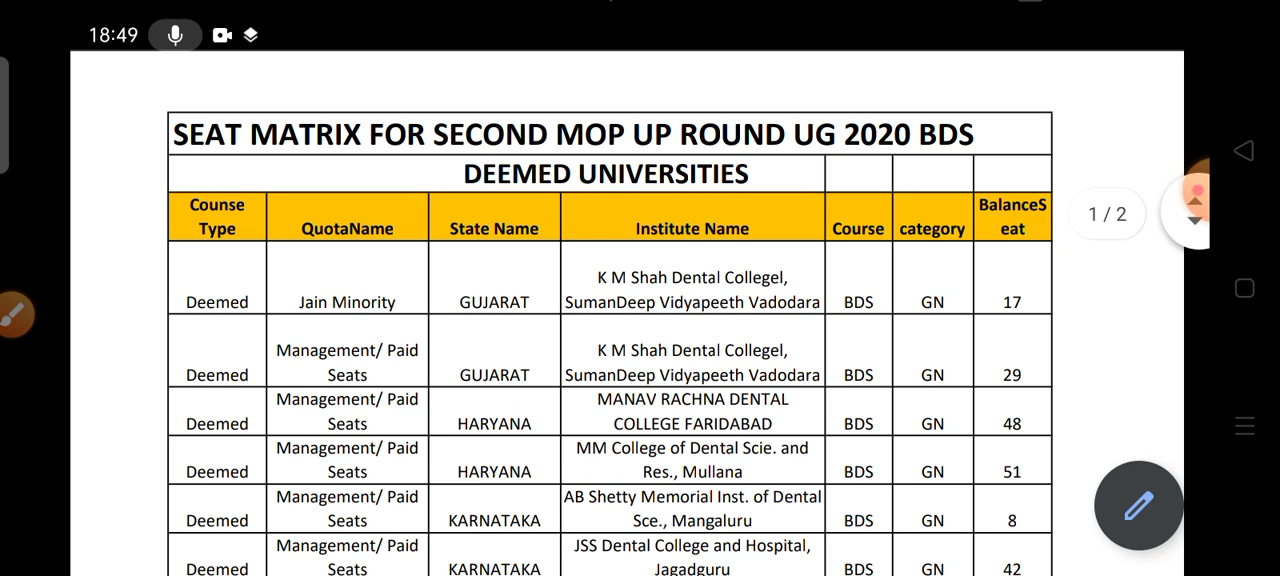 18:49
SEAT MATRIX FOR SECOND MOP UP ROUND UG 2020 BDS
DEEMED UNIVERSITIES
Counse Type QuotaName State Name Institute Name Course category BalanceS eat
Deemed Jain Minority GUJARAT K M Shah Dental Collegel, SumanDeep Vidyapeeth Vadodara BDS GN 17
Deemed Management/ Paid Seats GUJARAT K M Shah Dental Collegel, SumanDeep Vidyapeeth Vadodara BDS GN 29
Deemed Management/ Paid Seats HARYANA MANAV RACHNA DENTAL COLLEGE FARIDABAD BDS GN 48
Deemed Management/ Paid Seats HARYANA MM College of Dental Scie. and Res., Mullana BDS GN 51
Deemed Management/ Paid Seats KARNATAKA AB Shetty Memorial Inst. of Dental Sce., Mangaluru BDS GN 8
Deemed Management/ Paid Seats KARNATAKA JSS Dental College and Hospital, Jagadguru BDS GN 42
1 / 2